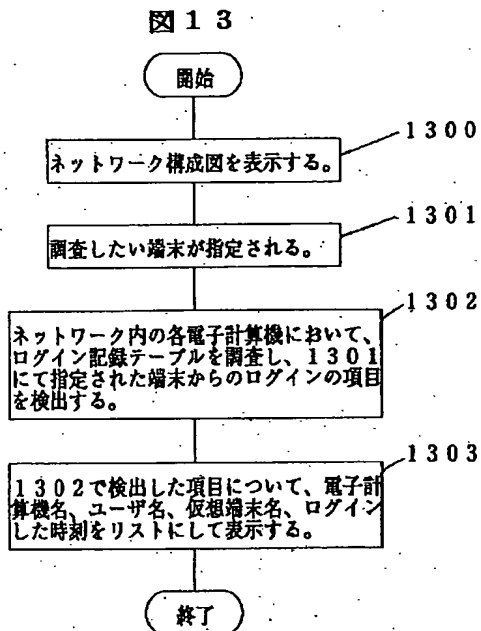 図13
開始
1300
ネットワーク構成図を表示する。
1301
調査したい端末が指定される。
1302
ネットワーク内の各電子計算機において、
ログイン記録テーブルを調査し、1301
にて指定された端末からのログインの項目
を検出する。
1303
1302で検出した項目について、電子計
算機名、ユーザ名、仮想端末名、ログイン
した時刻をリストにして表示する。
終了